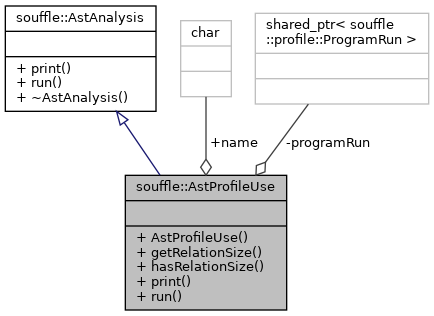 souffle::AstAnalysis
+ print()
+ run()
+ ~AstAnalysis()
char
shared_ptr< souffle
::profile::ProgramRun >
+name
-programRun
souffle::AstProfileUse
+ AstProfileUse()
+ getRelationSize()
+ hasRelationSize()
+ print()
+ run()